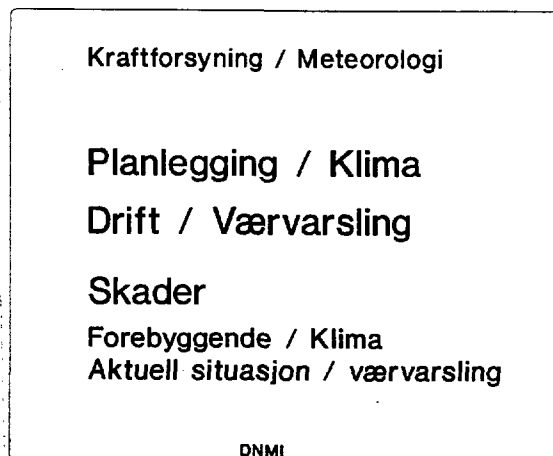 Kraftforsyning / Meteorologi
Planlegging / Klima
Drift / Værvarsling
Skader
Forebyggende / Klima
Aktuell situasjon / værvarsling
DNMI